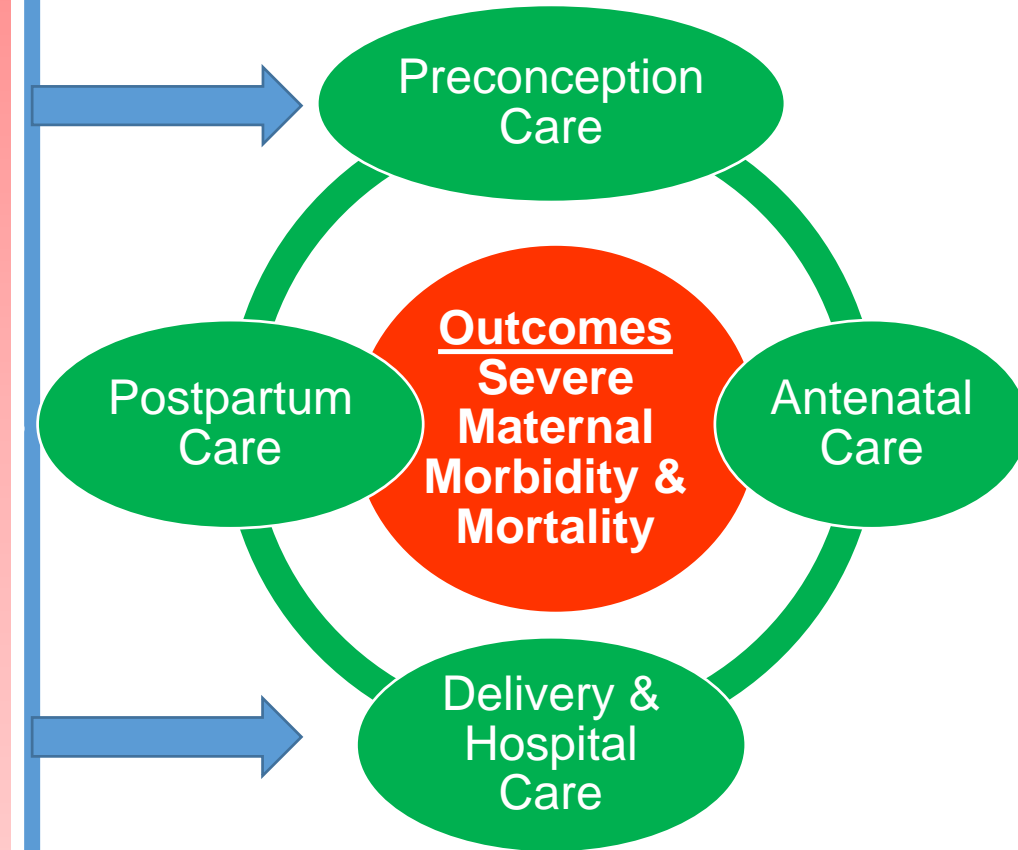 Preconception
Care
Outcomes
Severe
Maternal
Morbidity &
Mortality
Postpartum
Care
Antenatal
Care
Delivery &
Hospital
Care